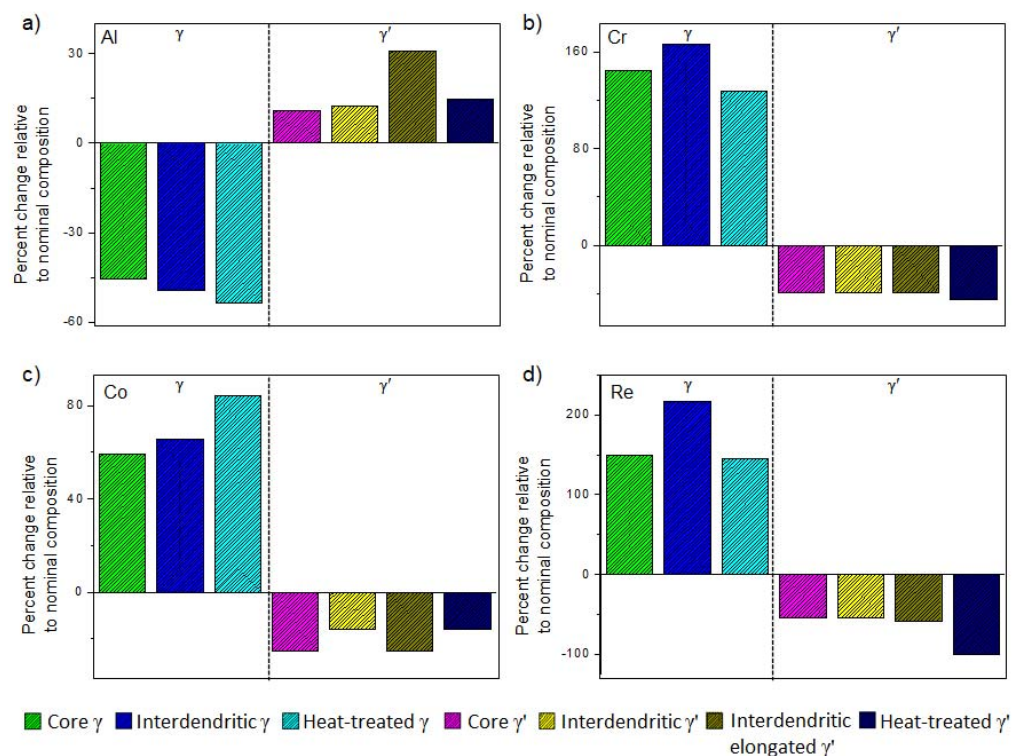 a)
Al
γ
γ′
30
0
-30
-60
Percent change relative
to nominal composition
b)
Cr
γ
γ′
160
80
0
Percent change relative
to nominal composition
c)
Co
γ
γ′
80
40
0
Percent change relative
to nominal composition
d)
Re
γ
γ′
200
100
0
-100
Percent change relative
to nominal composition
Core γ
Interdendritic γ
Heat-treated γ
Core γ'
Interdendritic γ'
Interdendritic
elongated γ'
Heat-treated γ'